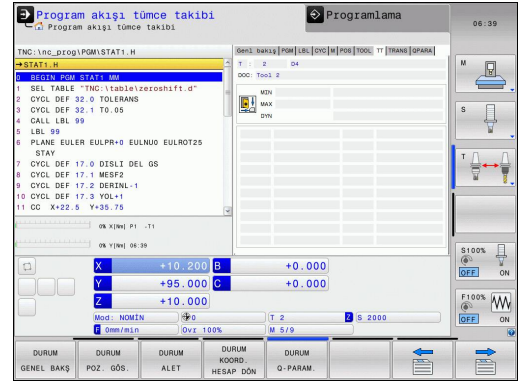 Program akışı tümce takibi
Program akışı tümce takibi
Programlama
06:39
TNC:\nc_prog\PGM\STAT1.H
→STAT1.H
0 BEGIN PGM STAT1 MM
1 SEL TABLE "TNC:\table\zeroshift.d"
2 CYCL DEF 32.0 TOLERANS
3 CYCL DEF 32.1 T0.05
4 CALL LBL 99
5 LBL 99
6 PLANE EULER EULPR+0 EULNU0 EULROT25
STAY
7 CYCL DEF 17.0 DISLI DEL GS
8 CYCL DEF 17.1 MESF2
9 CYCL DEF 17.2 DERINL-1
10 CYCL DEF 17.3 YOL+1
11 CC X+22.5 Y+35.75
Genl bakış PGM LBL CYC M POS TOOL TT TRANS QPARA
T : 2 D4
DOC: Tool 2
MIN
MAX
DYN
0% X[Nm] P1 -T1
0% Y[Nm] 06:39
X +10.200 B +0.000
Y +95.000 C +0.000
Z +10.000
Mod: NOMİN 0 T 2 Z S 2000
F 0mm/min Ovr 100% M 5/9
M
S
T
S100%
OFF ON
F100%
OFF ON
DURUM GENEL BAKŞ
DURUM POZ. GÖS.
DURUM ALET
DURUM KOORD. HESAP DÖN
DURUM Q-PARAM.